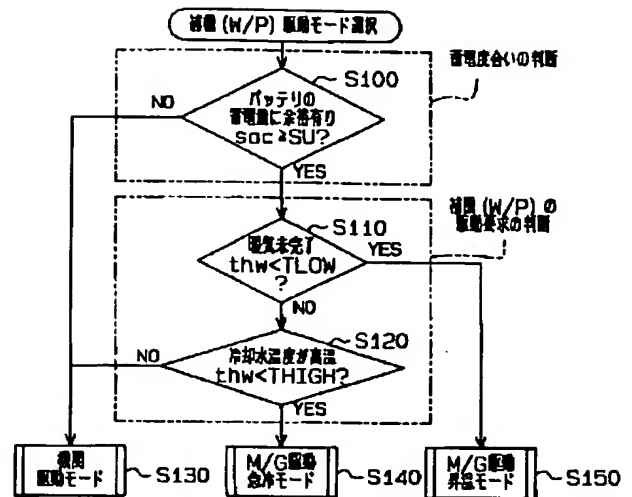 補機 (W/P) 駆動モード選択
蓄電度合いの判断
S100
NO
バッテリの
蓄電量に余裕有り
soc≧SU?
YES
補機 (W/P) の
駆動要求の判断
S110
暖気未完了
thw<TLOW
?
YES
NO
S120
NO
冷却水温度が高温
thw<THIGH?
YES
機関
駆動モード
S130
M/G駆動
急冷モード
S140
M/G駆動
昇温モード
S150